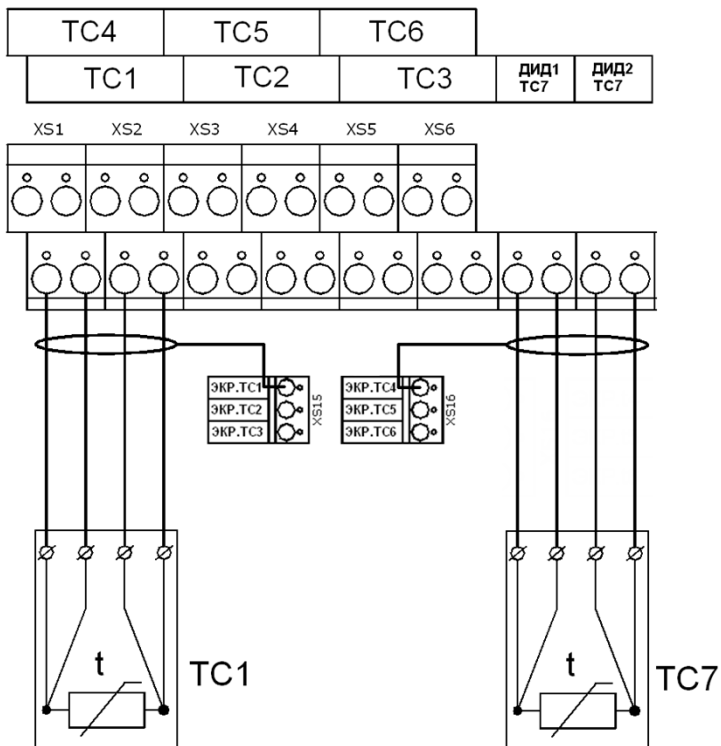 ТС4 ТС5 ТС6
ТС1 ТС2 ТС3 ДИД1 ТС7 ДИД2 ТС7
XS1 XS2 XS3 XS4 XS5 XS6
ЭКР.ТС1
ЭКР.ТС2
ЭКР.ТС3
XS15
ЭКР.ТС4
ЭКР.ТС5
ЭКР.ТС6
XS16
t
ТС1
t
ТС7